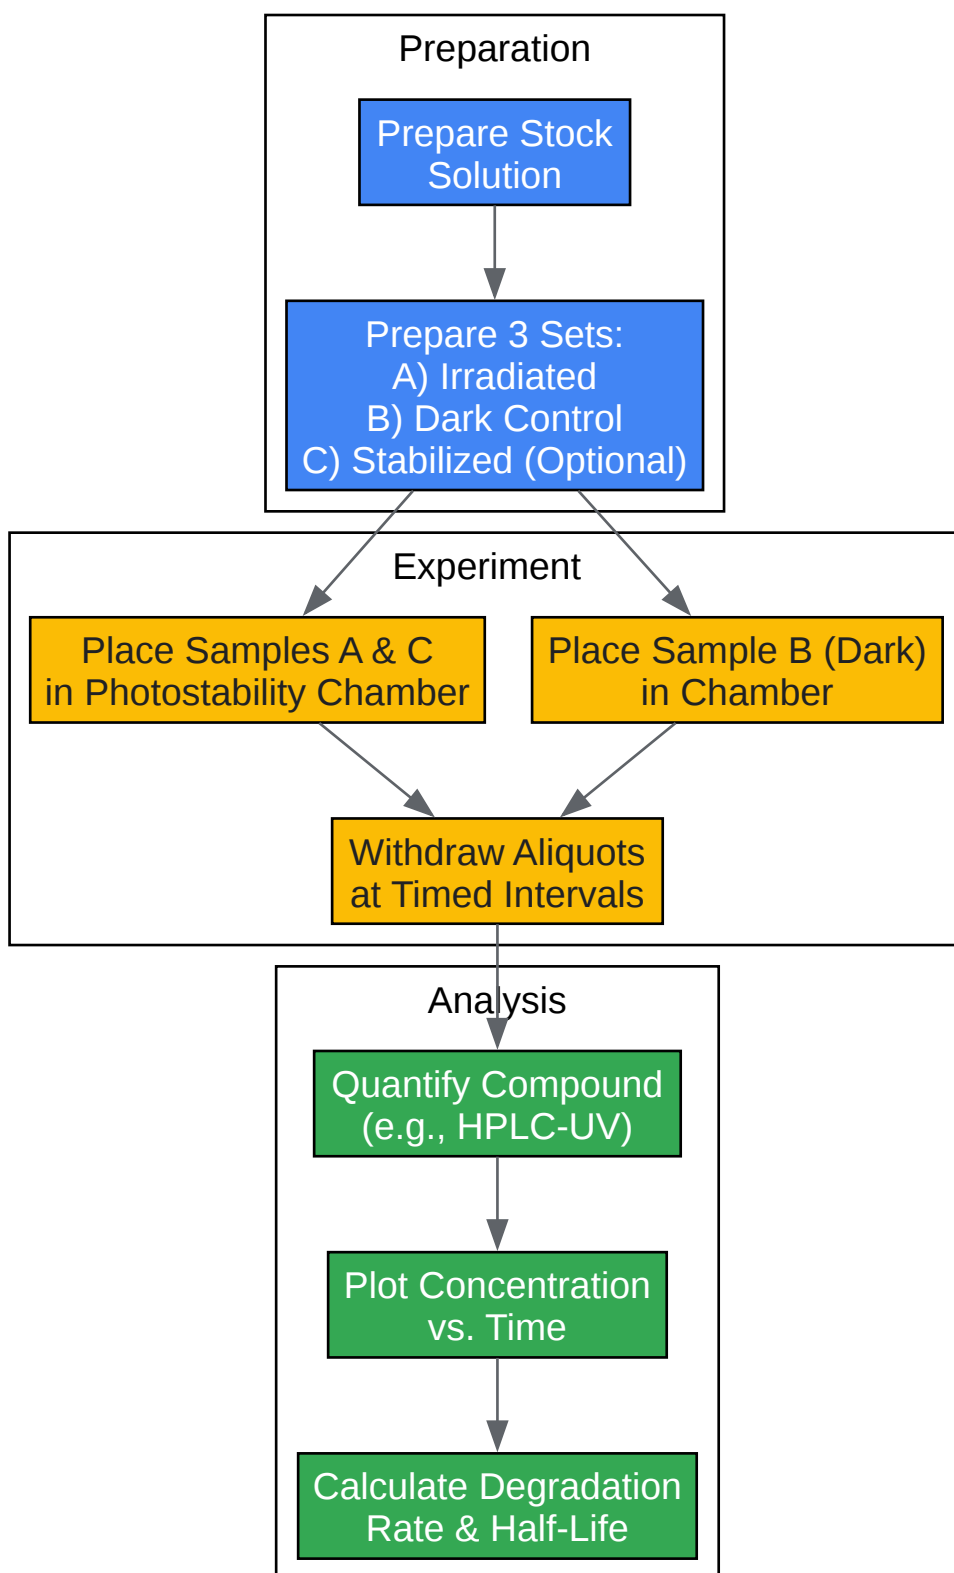 Preparation
Prepare Stock
Solution
Prepare 3 Sets:
A) Irradiated
B) Dark Control
C) Stabilized (Optional)
Experiment
Place Samples A & C
in Photostability Chamber
Place Sample B (Dark)
in Chamber
Withdraw Aliquots
at Timed Intervals
Analysis
Quantify Compound
(e.g., HPLC-UV)
Plot Concentration
vs. Time
Calculate Degradation
Rate & Half-Life